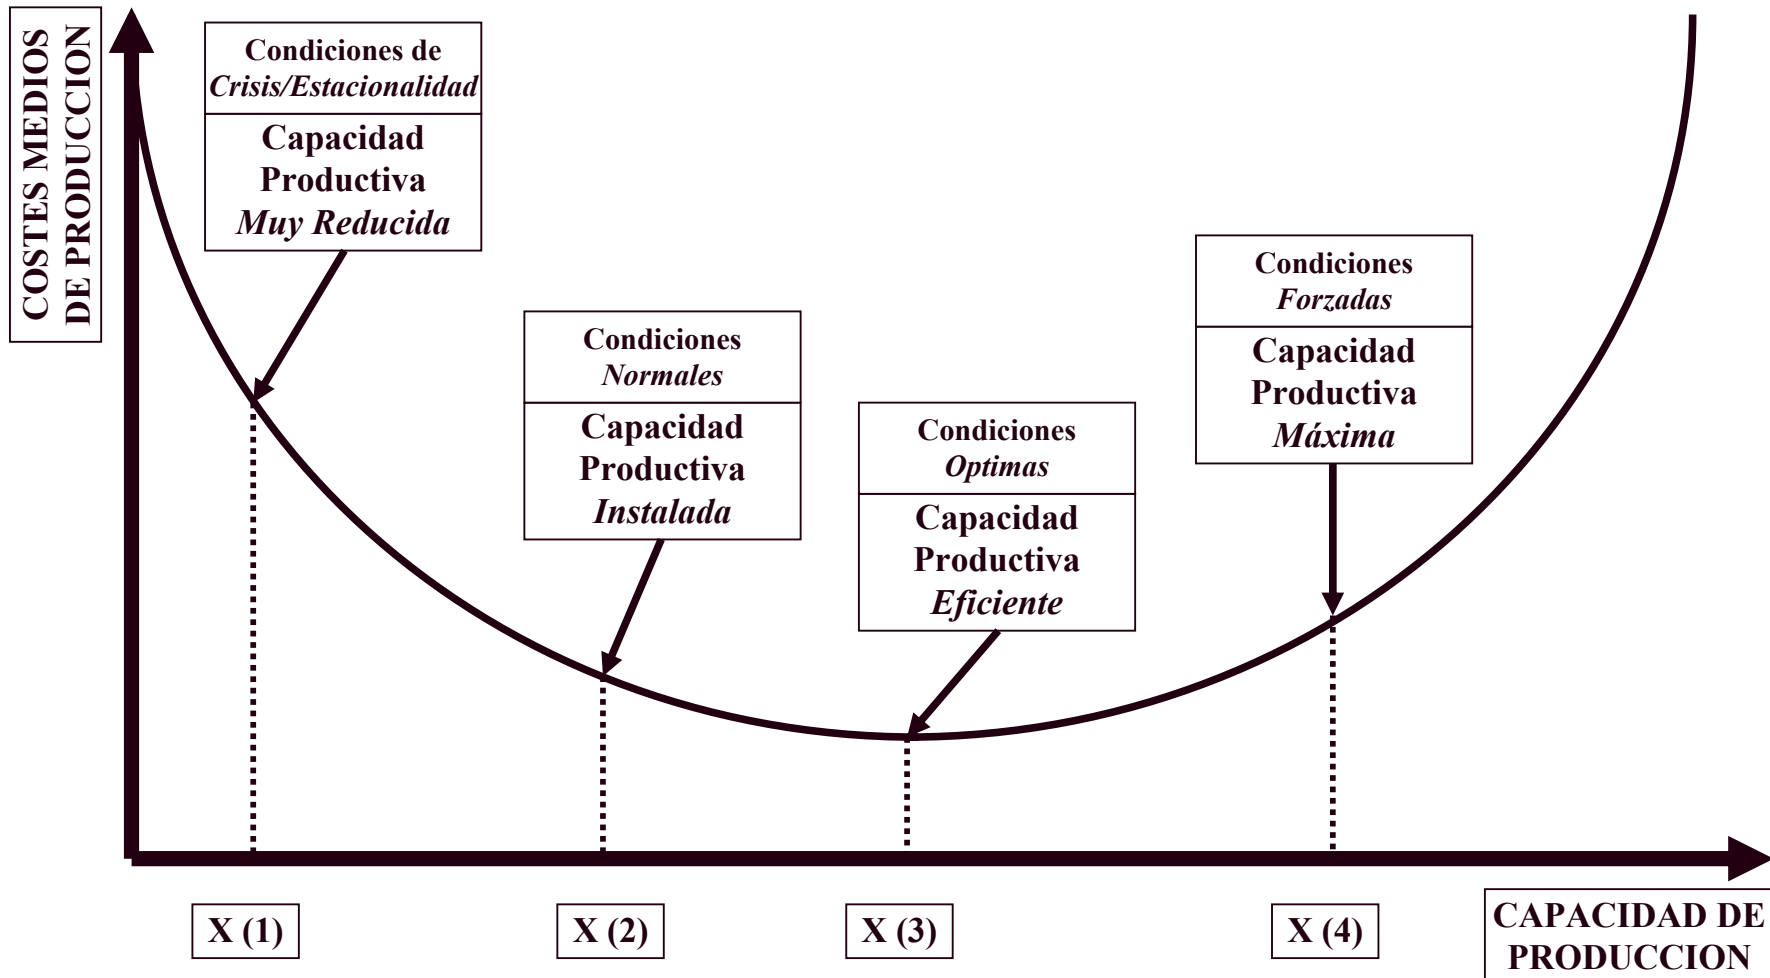 COSTES MEDIOS
DE PRODUCCION
Condiciones de
Crisis/Estacionalidad
Capacidad
Productiva
Muy Reducida
Condiciones
Normales
Capacidad
Productiva
Instalada
Condiciones
Optimas
Capacidad
Productiva
Eficiente
Condiciones
Forzadas
Capacidad
Productiva
Máxima
X (1)
X (2)
X (3)
X (4)
CAPACIDAD DE
PRODUCCION